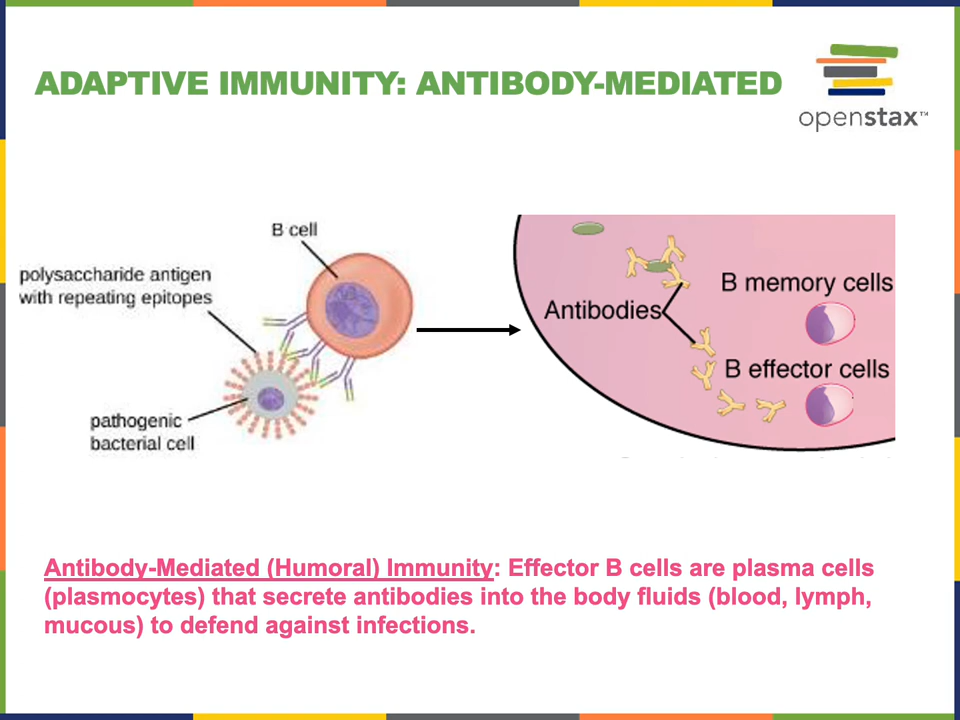 ADAPTIVE IMMUNITY: ANTIBODY-MEDIATED
openstax™
B cell
polysaccharide antigen
with repeating epitopes
pathogenic
bacterial cell
Antibodies
B memory cells
B effector cells
Antibody-Mediated (Humoral) Immunity: Effector B cells are plasma cells
(plasmocytes) that secrete antibodies into the body fluids (blood, lymph,
mucous) to defend against infections.